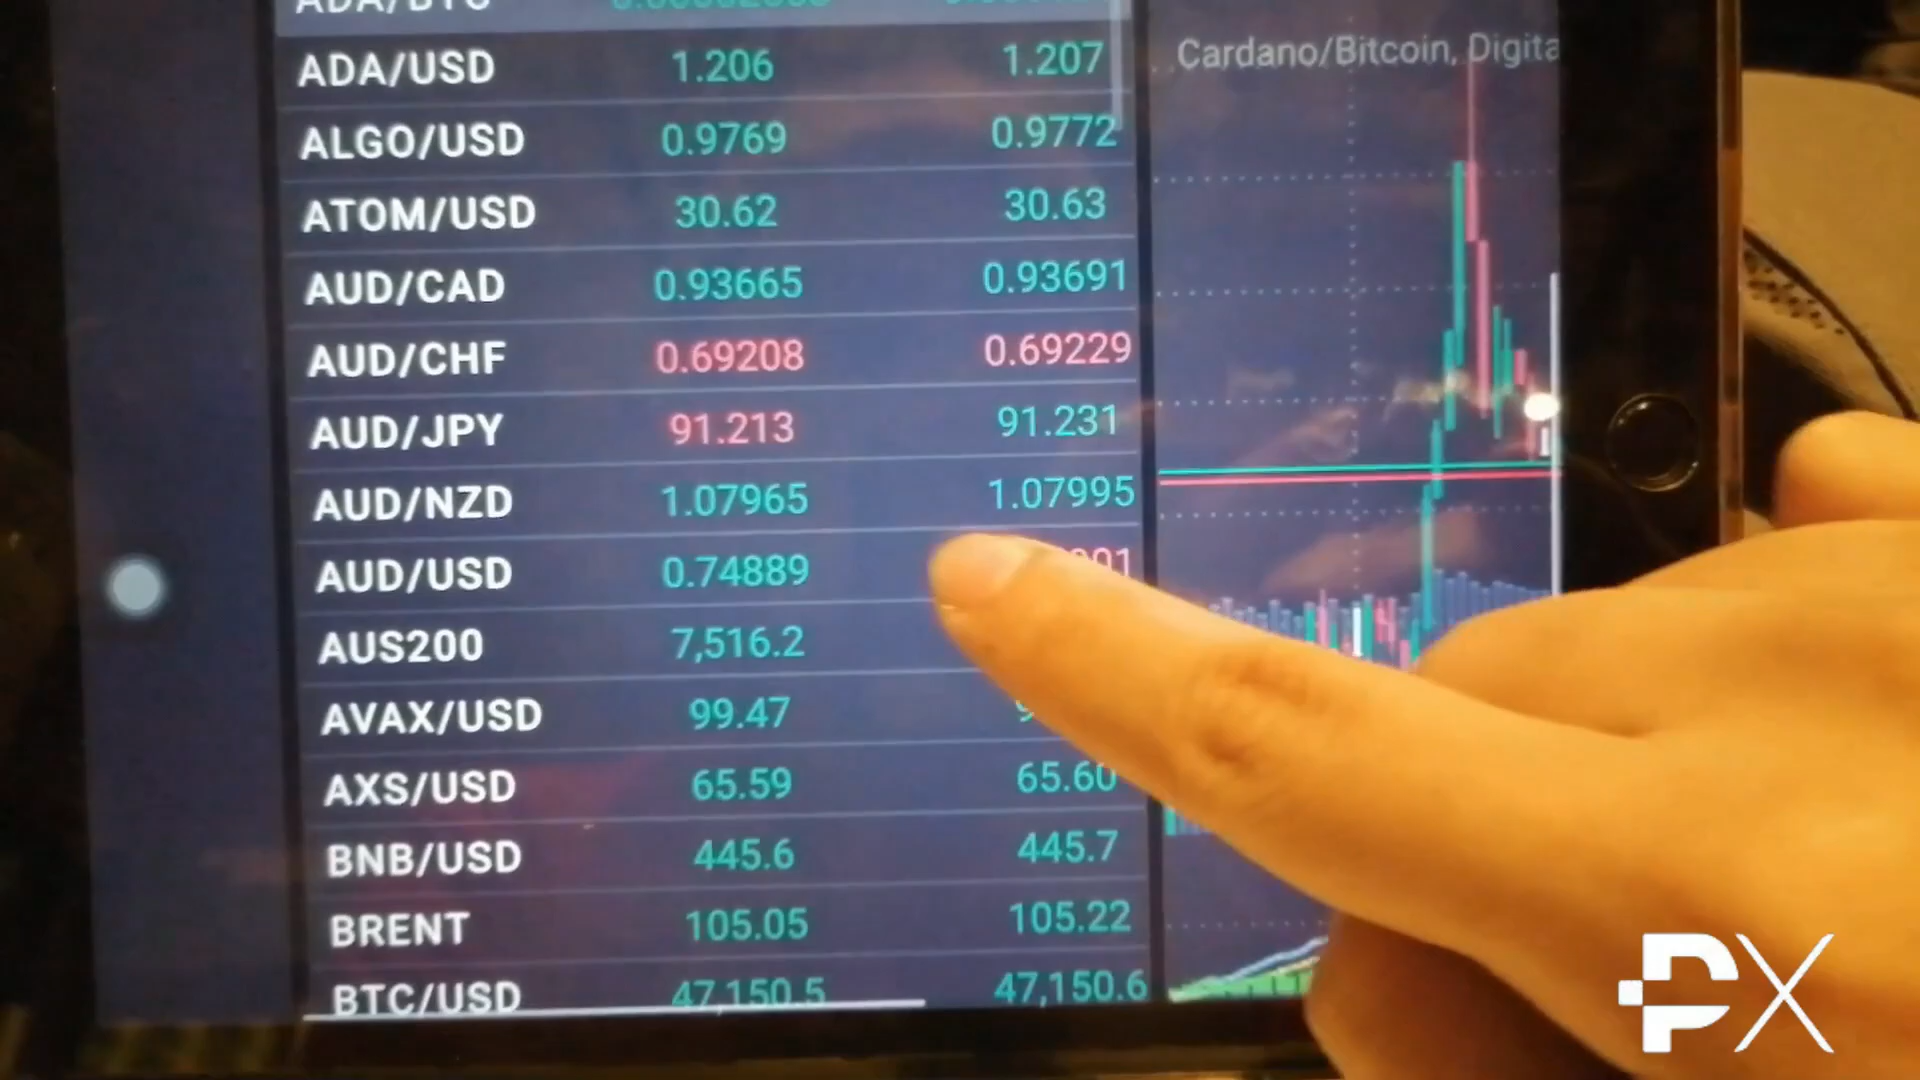 ADA/BTC
ADA/USD 1.206 1.207
ALGO/USD 0.9769 0.9772
ATOM/USD 30.62 30.63
AUD/CAD 0.93665 0.93691
AUD/CHF 0.69208 0.69229
AUD/JPY 91.213 91.231
AUD/NZD 1.07965 1.07995
AUD/USD 0.74889
AUS200 7,516.2
AVAX/USD 99.47
AXS/USD 65.59 65.60
BNB/USD 445.6 445.7
BRENT 105.05 105.22
BTC/USD 47,150.5 47,150.6
Cardano/Bitcoin, Digita
PX